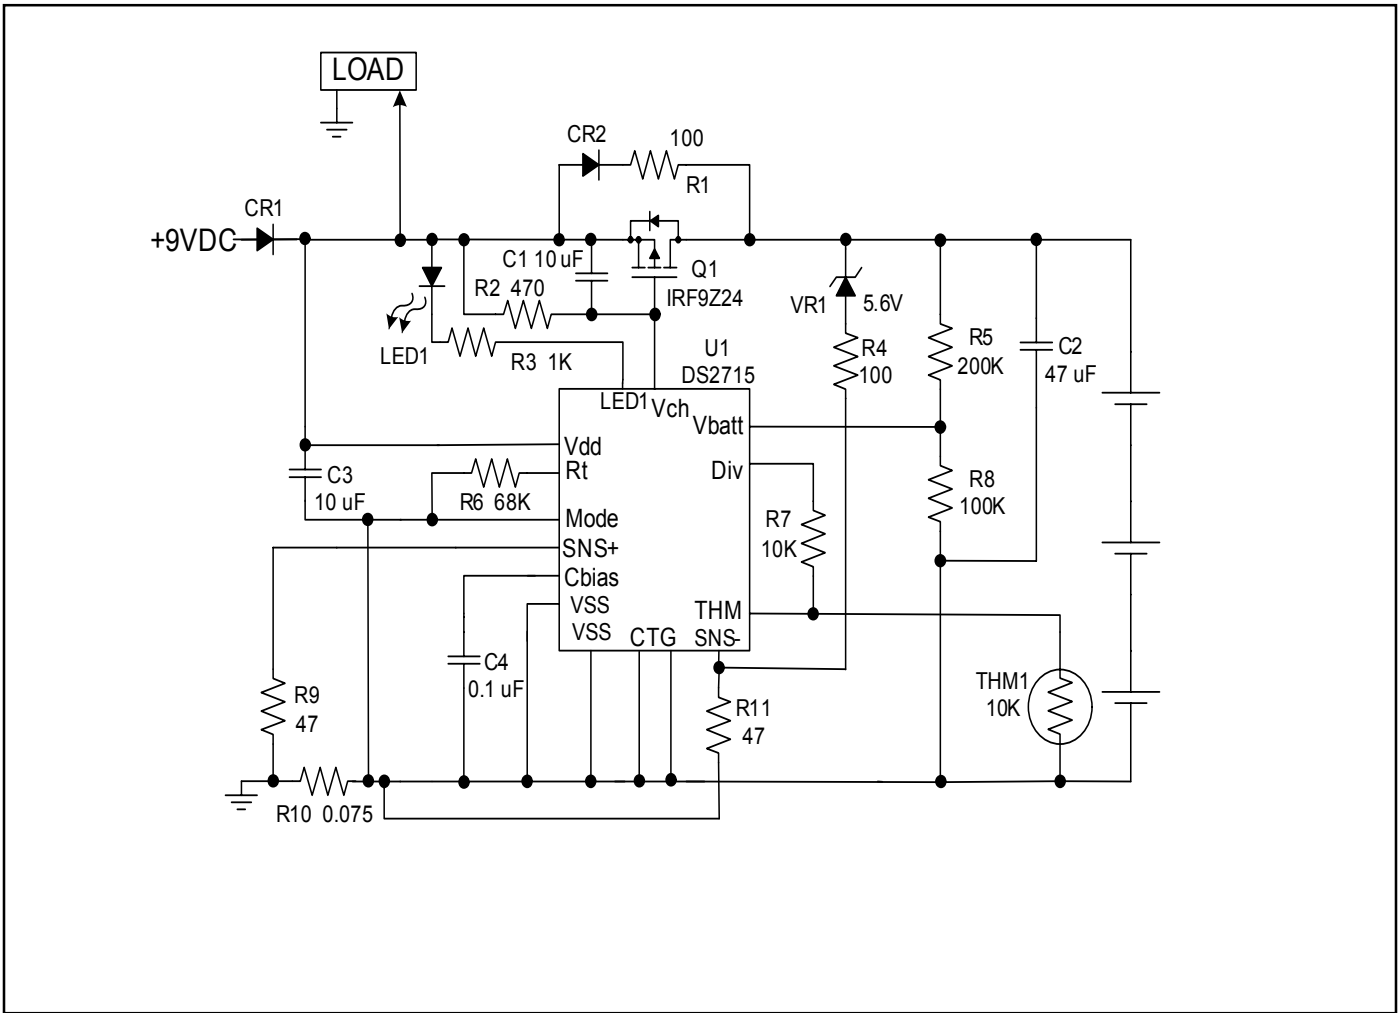 LOAD
CR2
100
R1
CR1
+9VDC
C1 10 uF
Q1
IRF9Z24
R2 470
VR1
5.6V
LED1
R3 1K
U1
DS2715
R4
100
R5
200K
C2
47 uF
LED1
Vch
Vbatt
Vdd
Rt
Div
C3
10 uF
R6 68K
R8
100K
Mode
SNS+
Cbias
VSS
VSS
R7
10K
THM
CTG
SNS-
C4
0.1 uF
R9
47
R11
47
THM1
10K
R10 0.075